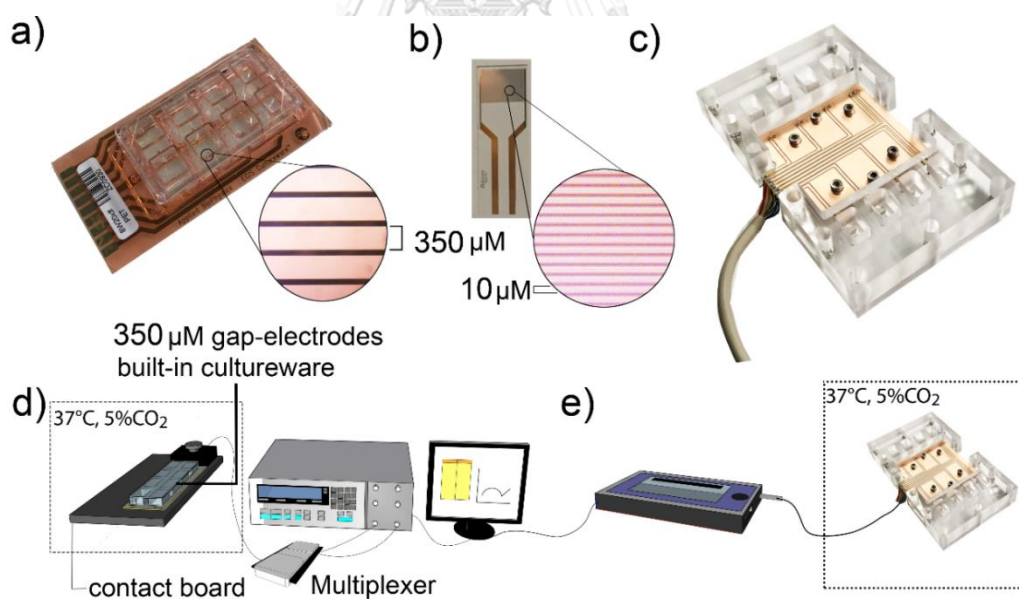 a)
b)
c)
350 µM
10 µM
350 µM gap-electrodes
built-in cultureware
d)
37°C, 5%CO₂
contact board
Multiplexer
e)
37°C, 5%CO₂